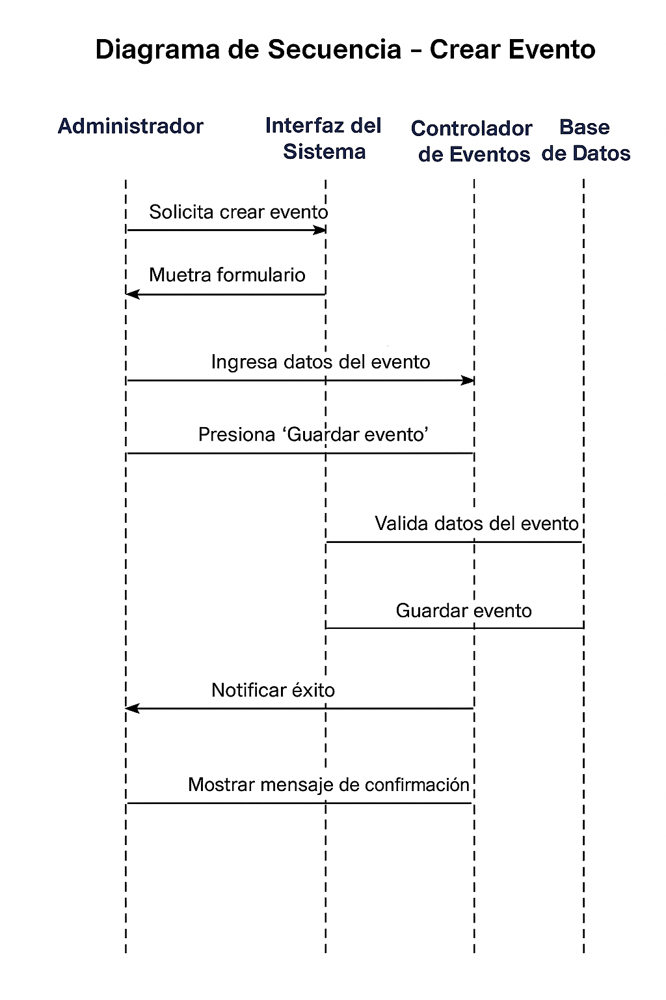 Diagrama de Secuencia – Crear Evento
Administrador
Interfaz del
Sistema
Controlador
de Eventos
Base
de Datos
Solicita crear evento
Muetra formulario
Ingresa datos del evento
Presiona ‘Guardar evento’
Valida datos del evento
Guardar evento
Notificar éxito
Mostrar mensaje de confirmación